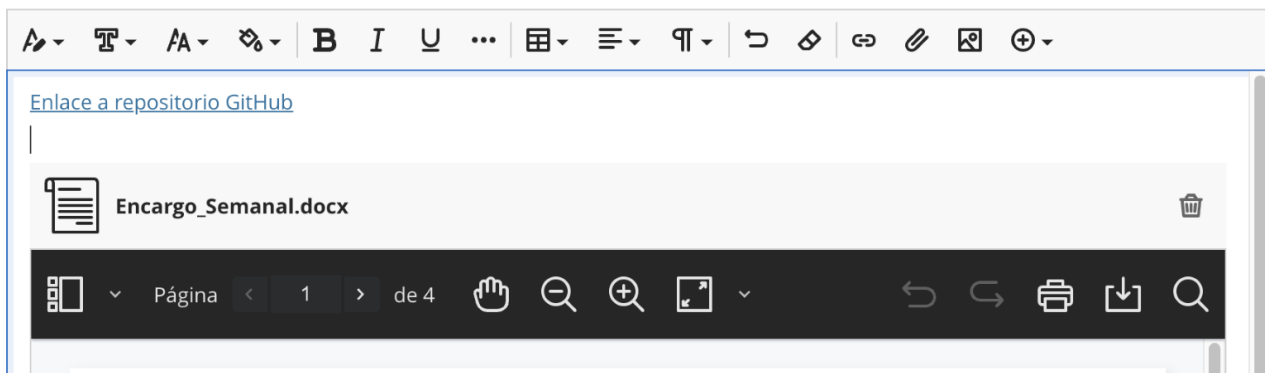 Enlace a repositorio GitHub
Encargo_Semanal.docx
Página 1 de 4